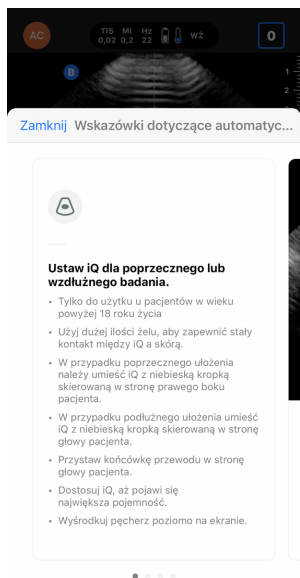 AC
TIS MI Hz
0,02 0,2 22
wż
0
B
1
2
Zamknij Wskazówki dotyczące automatyc...
Ustaw iQ dla poprzecznego lub
wzdłużnego badania.
• Tylko do użytku u pacjentów w wieku
powyżej 18 roku życia
• Użyj dużej ilości żelu, aby zapewnić stały
kontakt między iQ a skórą.
• W przypadku poprzecznego ułożenia
należy umieść iQ z niebieską kropką
skierowaną w stronę prawego boku
pacjenta.
• W przypadku podłużnego ułożenia umieść
iQ z niebieską kropką skierowaną w stronę
głowy pacjenta.
• Przystaw końcówkę przewodu w stronę
głowy pacjenta.
• Dostosuj iQ, aż pojawi się
największa pojemność.
• Wyśrodkuj pęcherz poziomo na ekranie.